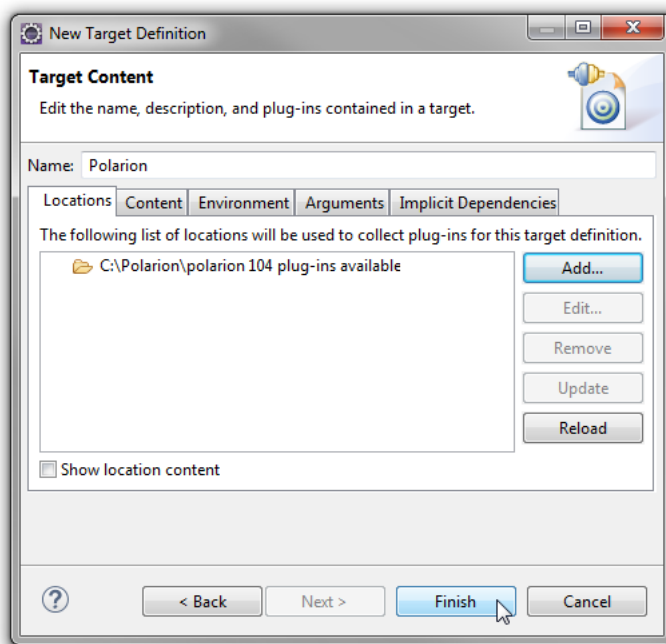 New Target Definition
Target Content
Edit the name, description, and plug-ins contained in a target.
Name: Polarion
Locations Content Environment Arguments Implicit Dependencies
The following list of locations will be used to collect plug-ins for this target definition.
C:\Polarion\polarion 104 plug-ins available
Add...
Edit...
Remove
Update
Reload
Show location content
? < Back Next > Finish Cancel